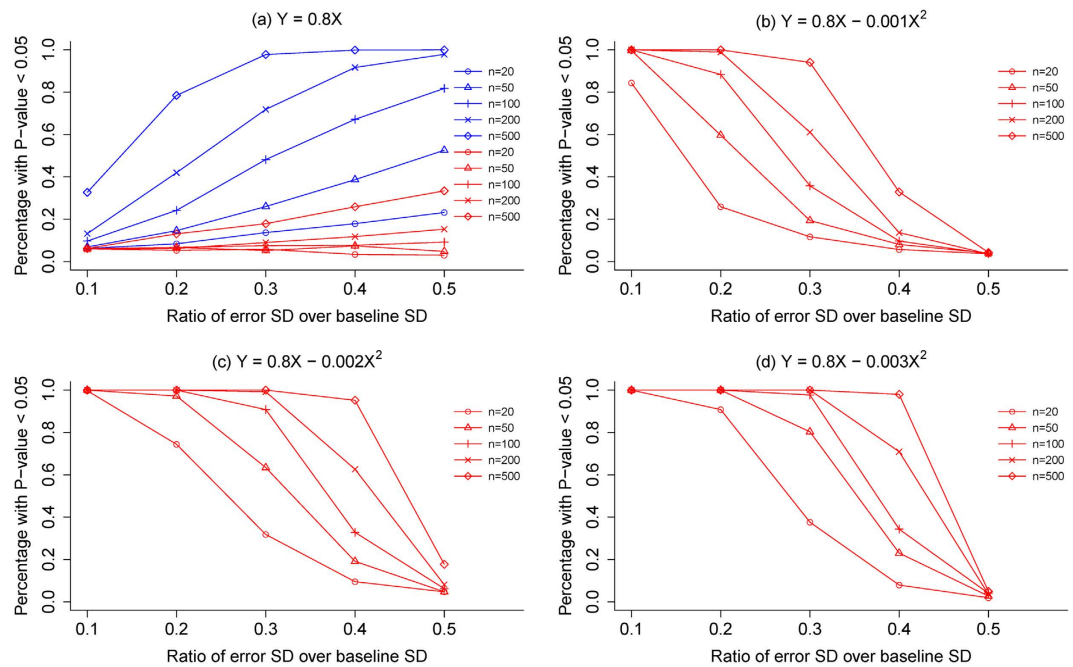 (a) Y = 0.8X
Percentage with P-value < 0.05
1.0
0.8
0.6
0.4
0.2
0.0
n=20
n=50
n=100
n=200
n=500
n=20
n=50
n=100
n=200
n=500
0.1 0.2 0.3 0.4 0.5
Ratio of error SD over baseline SD
(b) Y = 0.8X − 0.001X²
Percentage with P-value < 0.05
1.0
0.8
0.6
0.4
0.2
0.0
n=20
n=50
n=100
n=200
n=500
0.1 0.2 0.3 0.4 0.5
Ratio of error SD over baseline SD
(c) Y = 0.8X − 0.002X²
Percentage with P-value < 0.05
1.0
0.8
0.6
0.4
0.2
0.0
n=20
n=50
n=100
n=200
n=500
0.1 0.2 0.3 0.4 0.5
Ratio of error SD over baseline SD
(d) Y = 0.8X − 0.003X²
Percentage with P-value < 0.05
1.0
0.8
0.6
0.4
0.2
0.0
n=20
n=50
n=100
n=200
n=500
0.1 0.2 0.3 0.4 0.5
Ratio of error SD over baseline SD